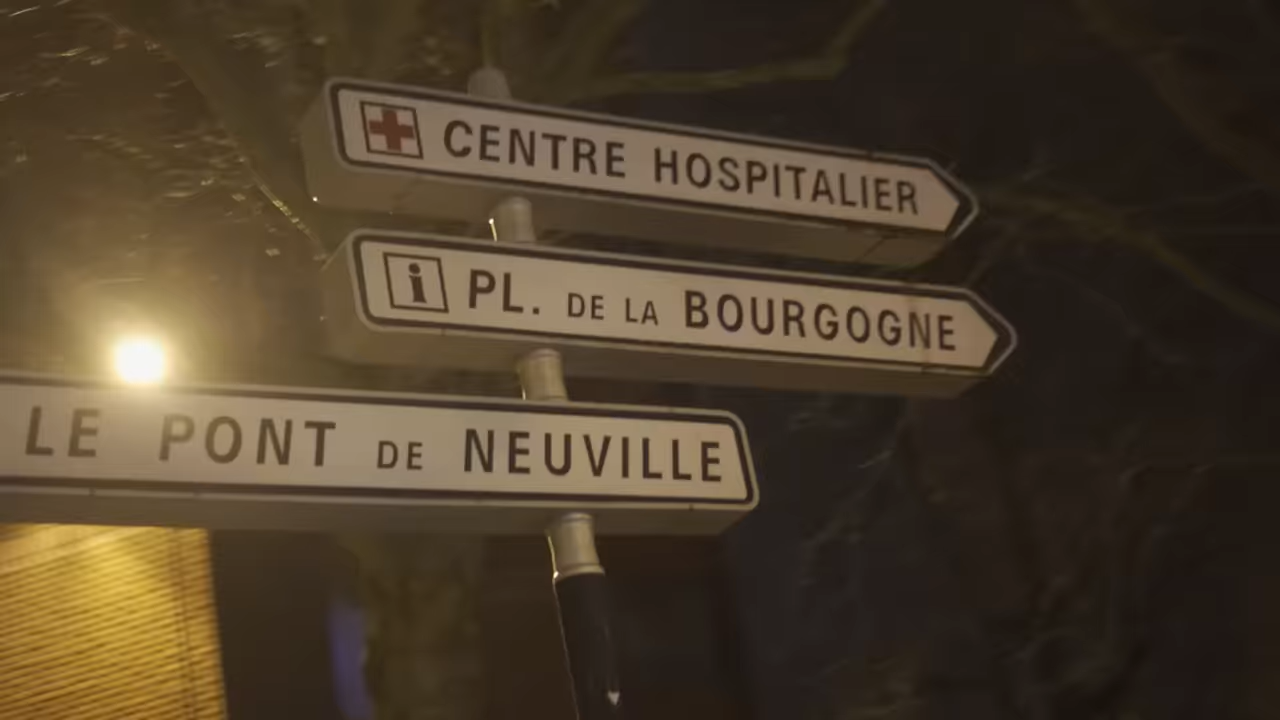 CENTRE HOSPITALIER
i PL. DE LA BOURGOGNE
LE PONT DE NEUVILLE